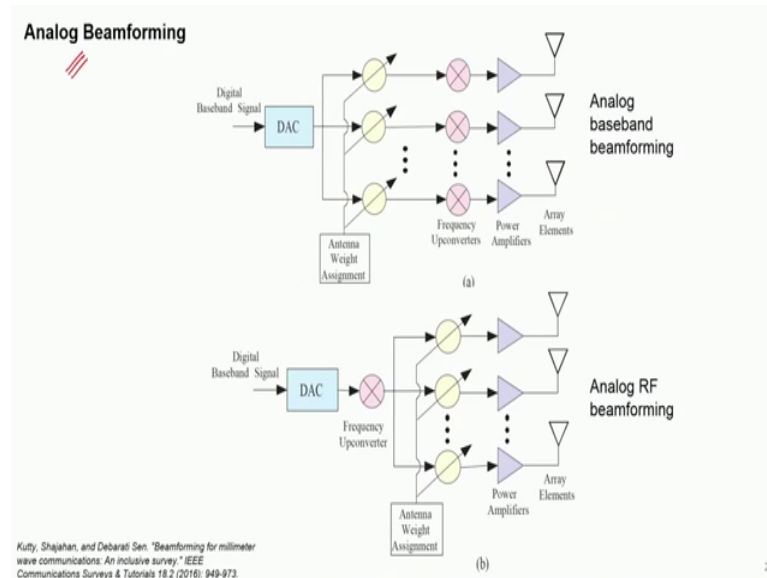 Analog Beamforming
Digital
Baseband Signal
DAC
Analog
baseband
beamforming
Frequency
Upconverters
Power
Amplifiers
Array
Elements
Antenna
Weight
Assignment
(a)
Digital
Baseband Signal
DAC
Frequency
Upconverter
Analog RF
beamforming
Power
Amplifiers
Array
Elements
Antenna
Weight
Assignment
(b)
Kutty, Shajahan, and Debarati Sen. "Beamforming for millimeter
wave communications: An inclusive survey." IEEE
Communications Surveys & Tutorials 18.2 (2016): 949-973.